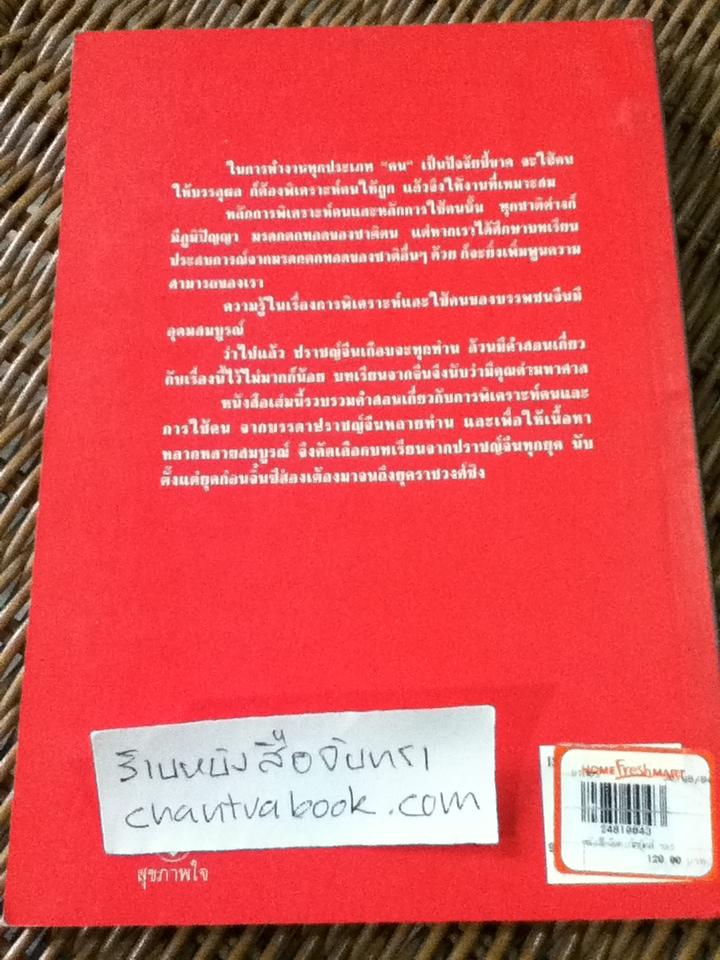 ในการทำงานทุกประเภท "คน" เป็นปัจจัยชี้ขาด จะใช้คน
ให้บรรลุผล ก็ต้องพิเคราะห์คนให้ถูก แล้วจึงให้งานที่เหมาะสม
หลักการพิเคราะห์คนและหลักการใช้คนนั้น ทุกชาติต่างก็
มีภูมิปัญญา มรดกตกทอดของชาติตน แต่หากเราได้ศึกษาบทเรียน
ประสบการณ์จากมรดกตกทอดของชาติอื่นๆ ด้วย ก็จะยิ่งเพิ่มพูนความ
สามารถของเรา
ความรู้ในเรื่องการพิเคราะห์และใช้คนของบรรพชนจีนมี
อุดมสมบูรณ์
ว่าไปแล้ว ปราชญ์จีนเกือบจะทุกท่าน ล้วนมีคำสอนเกี่ยว
กับเรื่องนี้ไว้ไม่มากก็น้อย บทเรียนจากจีนจึงนับว่ามีคุณค่ามหาศาล
หนังสือเล่มนี้รวบรวมคำสอนเกี่ยวกับการพิเคราะห์คนและ
การใช้คน จากบรรดาปราชญ์จีนหลายท่าน และเพื่อให้เนื้อหา
หลากหลายสมบูรณ์ จึงคัดเลือกบทเรียนจากปราชญ์จีนทุกยุค นับ
ตั้งแต่ยุคก่อนจิ๋นซีฮ่องเต้ลงมาจนถึงยุคราชวงศ์ชิง
ร้านหนังสือจันทรา
chantrabook.com
สุขภาพใจ
HOME Fresh MART
24810043
120.00 บาท